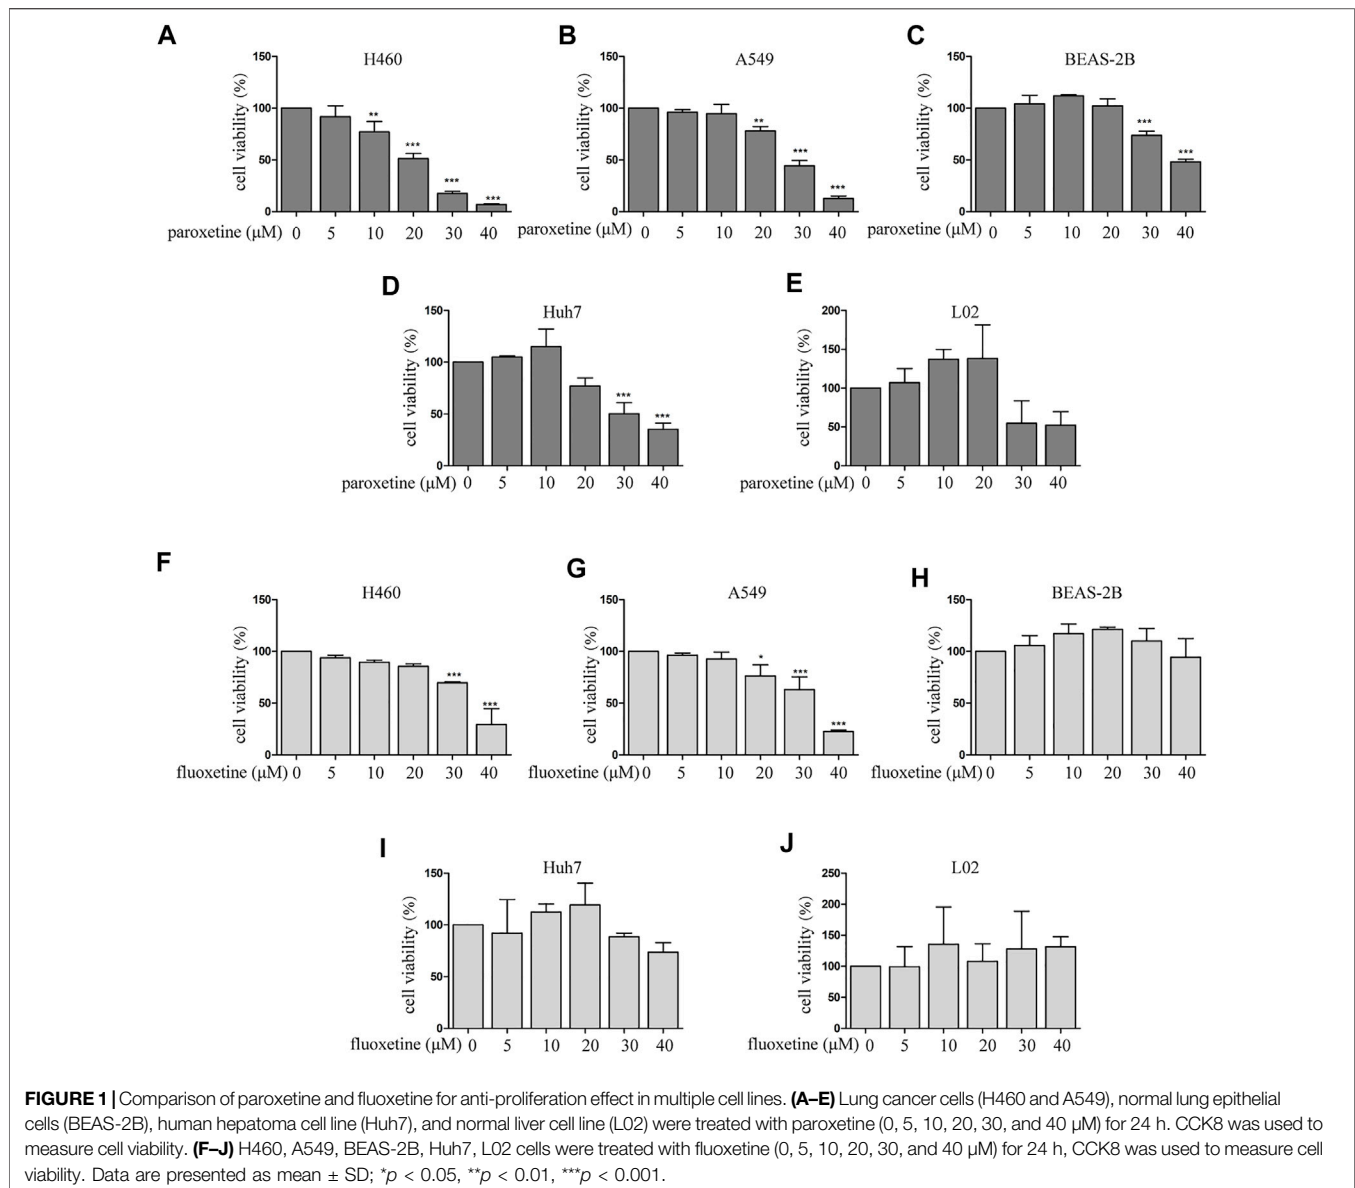 A
H460
cell viability (%)
150
100
50
0
** *** *** ***
paroxetine (μM) 0 5 10 20 30 40
B
A549
cell viability (%)
150
100
50
0
** *** ***
paroxetine (μM) 0 5 10 20 30 40
C
BEAS-2B
cell viability (%)
150
100
50
0
*** ***
paroxetine (μM) 0 5 10 20 30 40
D
Huh7
cell viability (%)
150
100
50
0
*** ***
paroxetine (μM) 0 5 10 20 30 40
E
L02
cell viability (%)
200
150
100
50
0
paroxetine (μM) 0 5 10 20 30 40
F
H460
cell viability (%)
150
100
50
0
*** ***
fluoxetine (μM) 0 5 10 20 30 40
G
A549
cell viability (%)
150
100
50
0
* *** ***
fluoxetine (μM) 0 5 10 20 30 40
H
BEAS-2B
cell viability (%)
150
100
50
0
fluoxetine (μM) 0 5 10 20 30 40
I
Huh7
cell viability (%)
150
100
50
0
fluoxetine (μM) 0 5 10 20 30 40
J
L02
cell viability (%)
250
200
150
100
50
0
fluoxetine (μM) 0 5 10 20 30 40
FIGURE 1 | Comparison of paroxetine and fluoxetine for anti-proliferation effect in multiple cell lines. (A–E) Lung cancer cells (H460 and A549), normal lung epithelial
cells (BEAS-2B), human hepatoma cell line (Huh7), and normal liver cell line (L02) were treated with paroxetine (0, 5, 10, 20, 30, and 40 μM) for 24 h. CCK8 was used to
measure cell viability. (F–J) H460, A549, BEAS-2B, Huh7, L02 cells were treated with fluoxetine (0, 5, 10, 20, 30, and 40 μM) for 24 h, CCK8 was used to measure cell
viability. Data are presented as mean ± SD; *p < 0.05, **p < 0.01, ***p < 0.001.